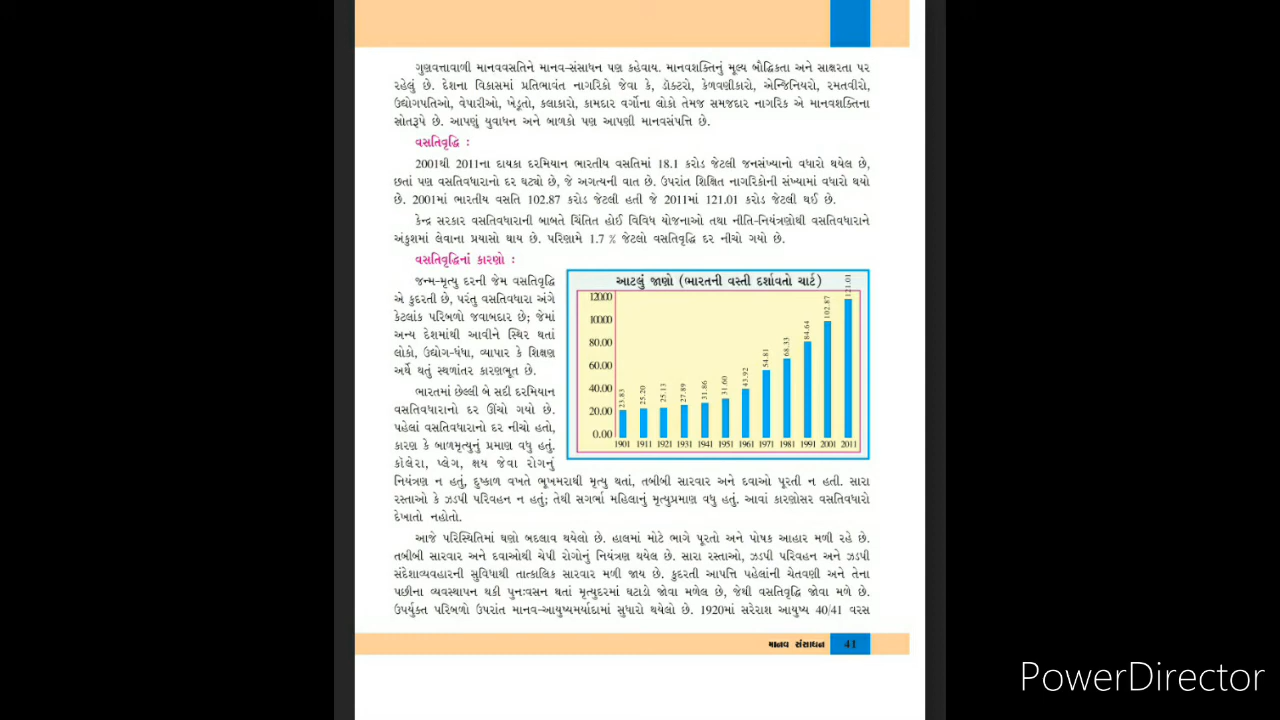 ગુણવત્તાવાળી માનવવસતિને માનવ-સંસાધન પણ કહેવાય. માનવશક્તિનું મૂલ્ય બૌદ્ધિકતા અને સાક્ષરતા પર
રહેલું છે. દેશના વિકાસમાં પ્રતિભાવંત નાગરિકો જેવા કે, ડૉક્ટરો, કેળવણીકારો, એન્જિનિયરો, રમતવીરો,
ઉદ્યોગપતિઓ, વેપારીઓ, ખેડૂતો, કલાકારો, કામદાર વર્ગોના લોકો તેમજ સમજદાર નાગરિક એ માનવશક્તિના
સ્રોતરૂપે છે. આપણું યુવાધન અને બાળકો પણ આપણી માનવસંપત્તિ છે.
વસતિવૃદ્ધિ :
2001થી 2011ના દાયકા દરમિયાન ભારતીય વસતિમાં 18.1 કરોડ જેટલી જનસંખ્યાનો વધારો થયેલ છે,
છતાં પણ વસતિવધારાનો દર ઘટ્યો છે, જે અગત્યની વાત છે. ઉપરાંત શિક્ષિત નાગરિકોની સંખ્યામાં વધારો થયો
છે. 2001માં ભારતીય વસતિ 102.87 કરોડ જેટલી હતી જે 2011માં 121.01 કરોડ જેટલી થઈ છે.
કેન્દ્ર સરકાર વસતિવધારાની બાબતે ચિંતિત હોઈ વિવિધ યોજનાઓ તથા નીતિ-નિયંત્રણોથી વસતિવધારાને
અંકુશમાં લેવાના પ્રયાસો થાય છે. પરિણામે 1.7 % જેટલો વસતિવૃદ્ધિ દર નીચો ગયો છે.
વસતિવૃદ્ધિનાં કારણો :
જન્મ-મૃત્યુ દરની જેમ વસતિવૃદ્ધિ
એ કુદરતી છે, પરંતુ વસતિવધારા અંગે
કેટલાંક પરિબળો જવાબદાર છે; જેમાં
અન્ય દેશમાંથી આવીને સ્થિર થતાં
લોકો, ઉદ્યોગ-ધંધા, વ્યાપાર કે શિક્ષણ
અર્થે થતું સ્થળાંતર કારણભૂત છે.
ભારતમાં છેલ્લી બે સદી દરમિયાન
વસતિવધારાનો દર ઊંચો ગયો છે.
પહેલાં વસતિવધારાનો દર નીચો હતો,
કારણ કે બાળમૃત્યુનું પ્રમાણ વધુ હતું.
કૉલેરા, પ્લેગ, ક્ષય જેવા રોગનું
આટલું જાણો (ભારતની વસ્તી દર્શાવતો ચાર્ટ)
120.00
100.00
80.00
60.00
40.00
20.00
0.00
23.83 25.20 25.13 27.89 31.86 31.60 43.92 54.81 68.33 84.64 102.87 121.01
1901 1911 1921 1931 1941 1951 1961 1971 1981 1991 2001 2011
નિયંત્રણ ન હતું, દુષ્કાળ વખતે ભૂખમરાથી મૃત્યુ થતાં, તબીબી સારવાર અને દવાઓ પૂરતી ન હતી. સારા
રસ્તાઓ કે ઝડપી પરિવહન ન હતું; તેથી સગર્ભા મહિલાનું મૃત્યુપ્રમાણ વધુ હતું. આવાં કારણોસર વસતિવધારો
દેખાતો નહોતો.
આજે પરિસ્થિતિમાં ઘણો બદલાવ થયેલો છે. હાલમાં મોટે ભાગે પૂરતો અને પોષક આહાર મળી રહે છે.
તબીબી સારવાર અને દવાઓથી ચેપી રોગોનું નિયંત્રણ થયેલ છે. સારા રસ્તાઓ, ઝડપી પરિવહન અને ઝડપી
સંદેશાવ્યવહારની સુવિધાથી તાત્કાલિક સારવાર મળી જાય છે. કુદરતી આપત્તિ પહેલાંની ચેતવણી અને તેના
પછીના વ્યવસ્થાપન થકી પુનઃવસન થતાં મૃત્યુદરમાં ઘટાડો જોવા મળેલ છે, જેથી વસતિવૃદ્ધિ જોવા મળે છે.
ઉપર્યુક્ત પરિબળો ઉપરાંત માનવ-આયુષ્યમર્યાદામાં સુધારો થયેલો છે. 1920માં સરેરાશ આયુષ્ય 40/41 વરસ
માનવ સંસાધન 41
PowerDirector